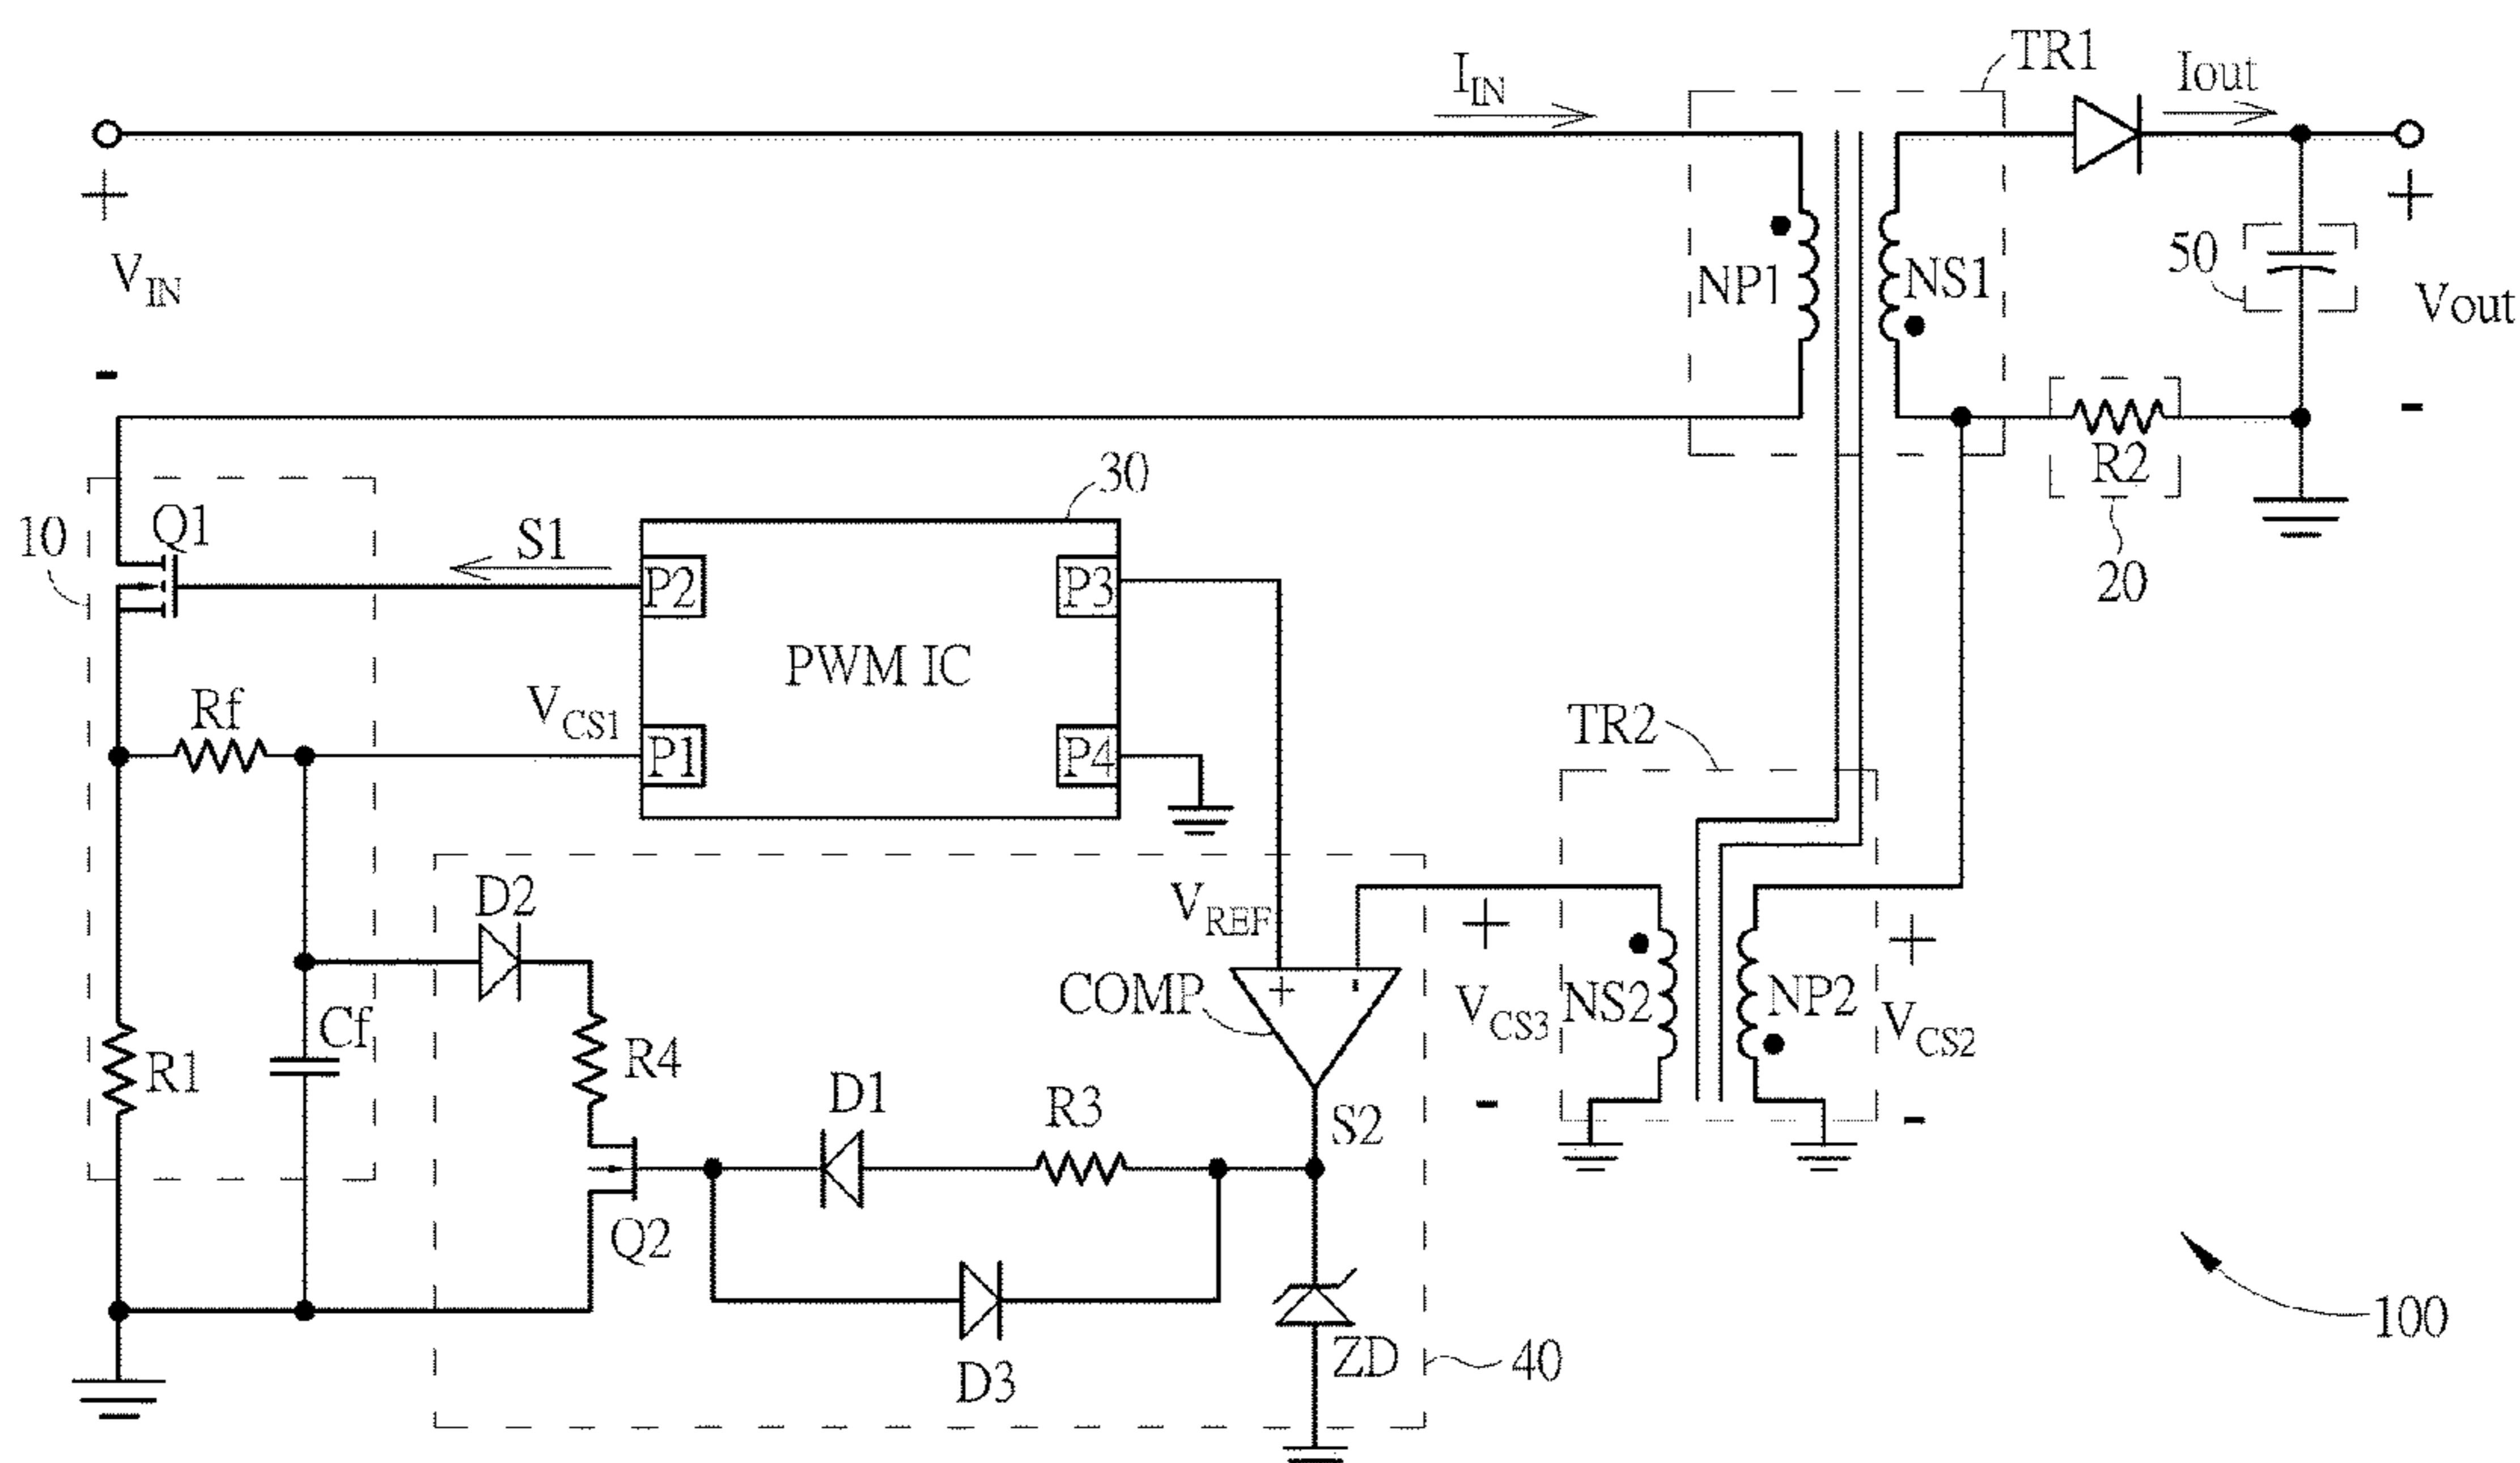 TR1
I_IN
Iout
+
+
V_IN
NP1
NS1
50
Vout
-
-
R2
20
30
10
Q1
S1
P2
P3
PWM IC
Rf
V_CS1
P1
P4
TR2
D2
V_REF
+
+
COMP
+
-
V_CS3
NS2
NP2
V_CS2
Cf
R1
R4
D1
R3
S2
-
-
Q2
D3
ZD
40
100